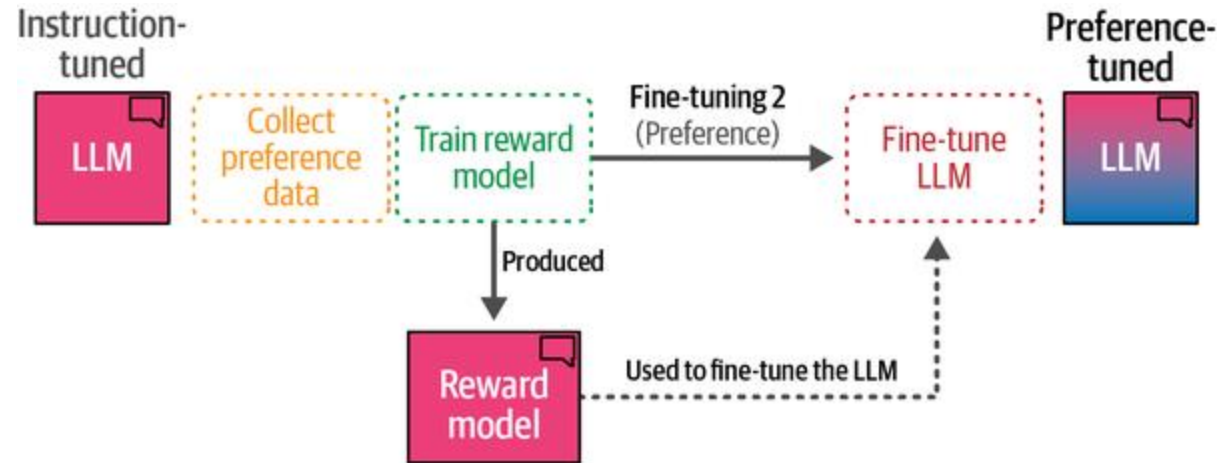 Instruction-
tuned
LLM
Collect
preference
data
Train reward
model
Fine-tuning 2
(Preference)
Fine-tune
LLM
Preference-
tuned
LLM
Produced
Reward
model
Used to fine-tune the LLM